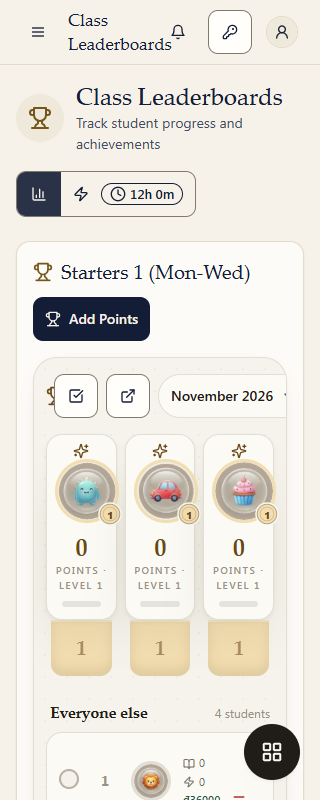 Class
Leaderboards
Class Leaderboards
Track student progress and
achievements
12h 0m
Starters 1 (Mon-Wed)
Add Points
November 2026
1 1 1
0 0 0
POINTS · POINTS · POINTS ·
LEVEL 1 LEVEL 1 LEVEL 1
1 1 1
Everyone else 4 students
0
1
0